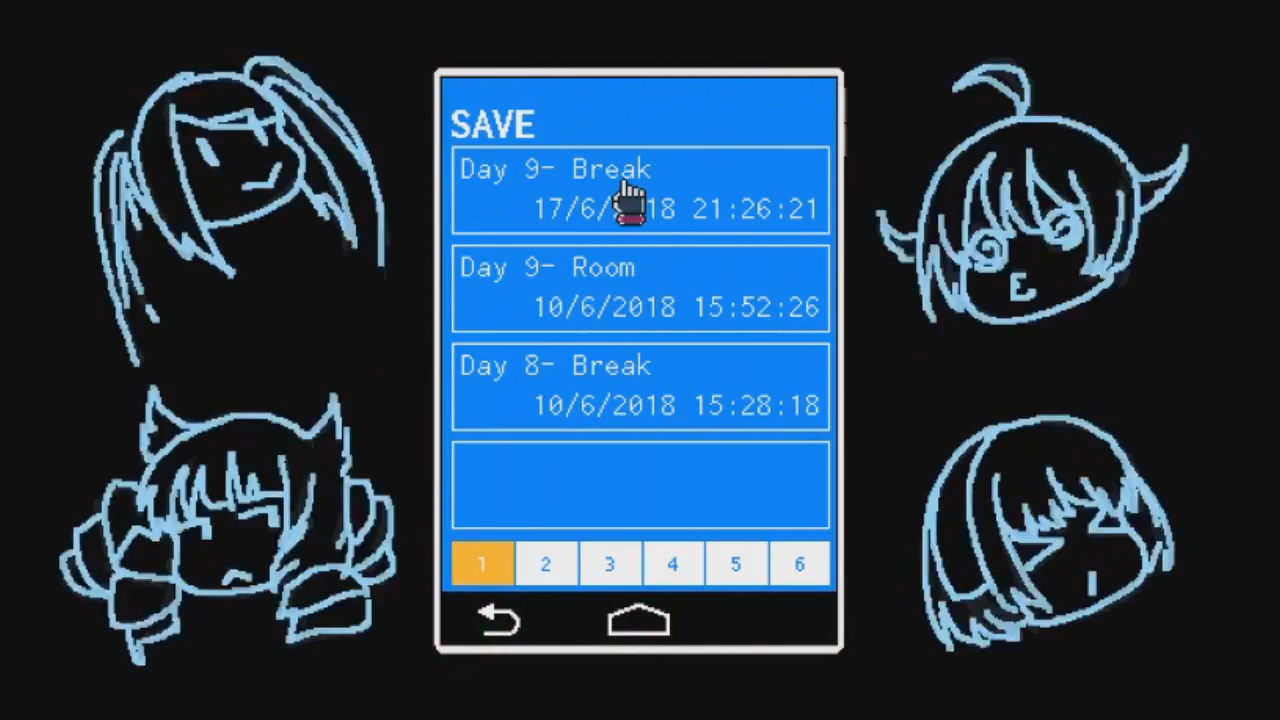 SAVE
Day 9- Break
17/6/2018 21:26:21
Day 9- Room
10/6/2018 15:52:26
Day 8- Break
10/6/2018 15:28:18
1 2 3 4 5 6